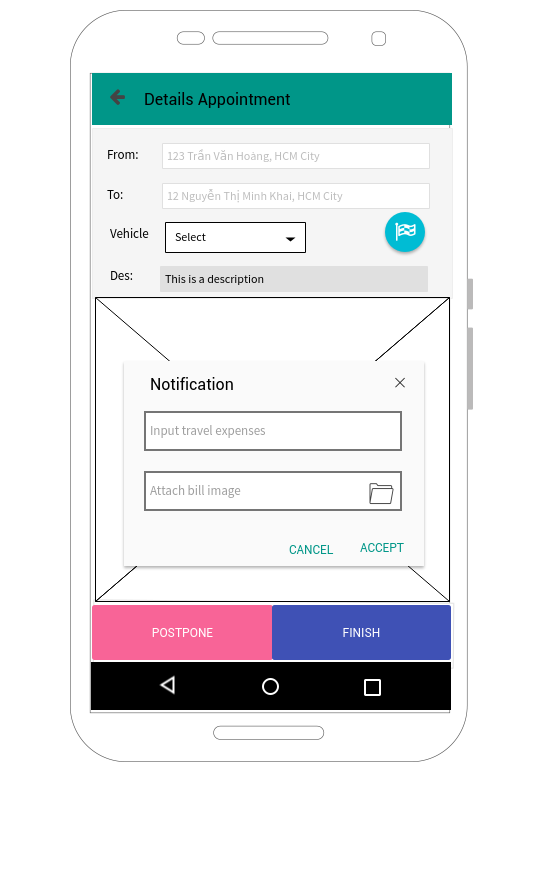 Details Appointment
From:
123 Trần Văn Hoàng, HCM City
To:
12 Nguyễn Thị Minh Khai, HCM City
Vehicle
Select
Des:
This is a description
Notification
Input travel expenses
Attach bill image
CANCEL
ACCEPT
POSTPONE
FINISH